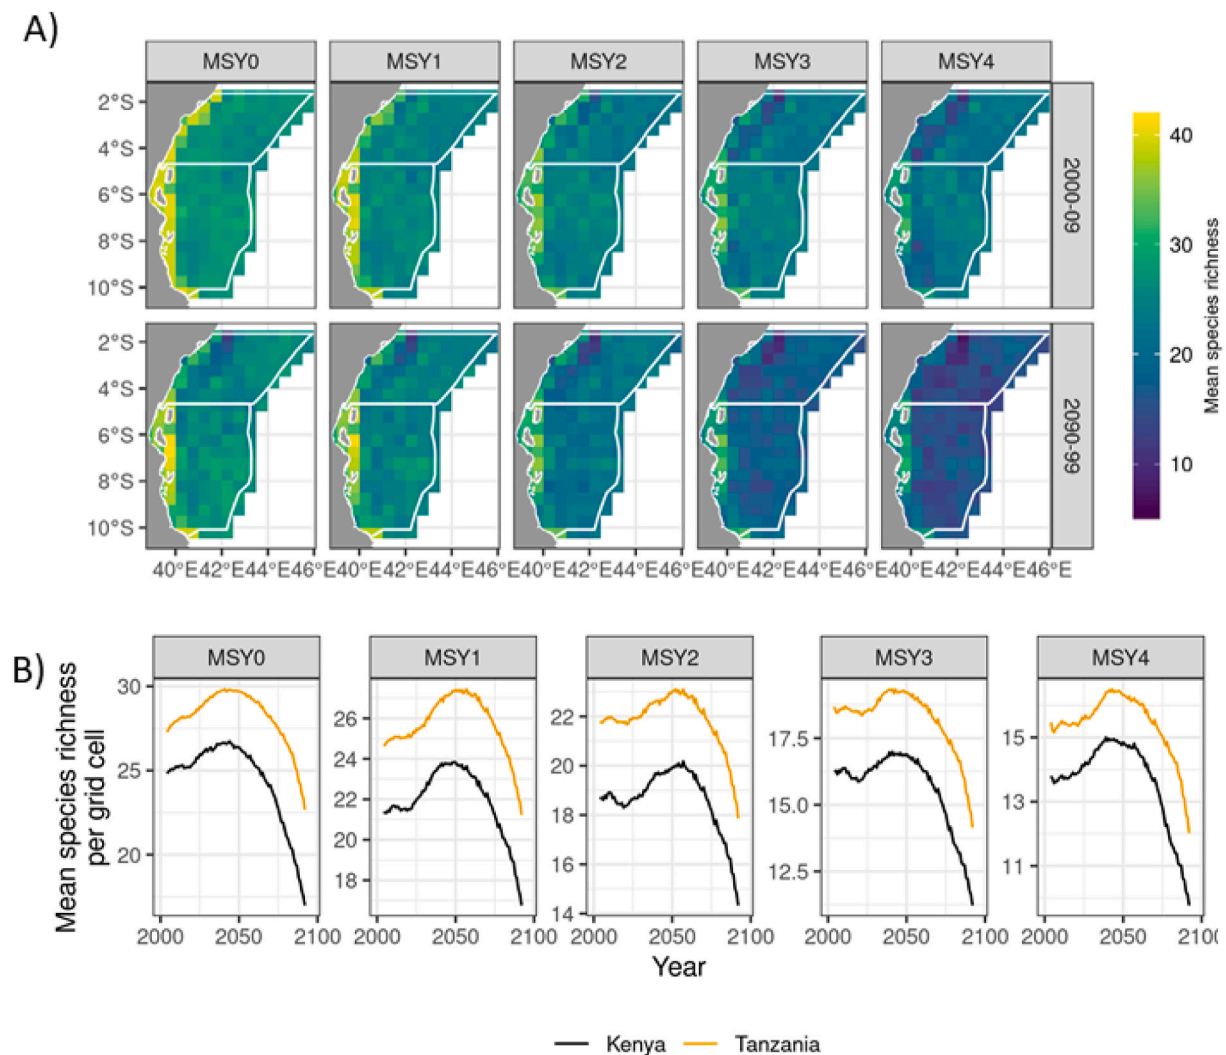 A)
MSY0 MSY1 MSY2 MSY3 MSY4
2°S
4°S
6°S
8°S
10°S
2000-09
2°S
4°S
6°S
8°S
10°S
2090-99
40°E42°E44°E46°E40°E42°E44°E46°E40°E42°E44°E46°E40°E42°E44°E46°E40°E42°E44°E46°E
40
30
20
10
Mean species richness
B)
MSY0 MSY1 MSY2 MSY3 MSY4
Mean species richness
per grid cell
30
25
20
26
24
22
20
18
22
20
18
16
14
17.5
15.0
12.5
15
13
11
2000 2050 2100 2000 2050 2100 2000 2050 2100 2000 2050 2100 2000 2050
Year
Kenya Tanzania